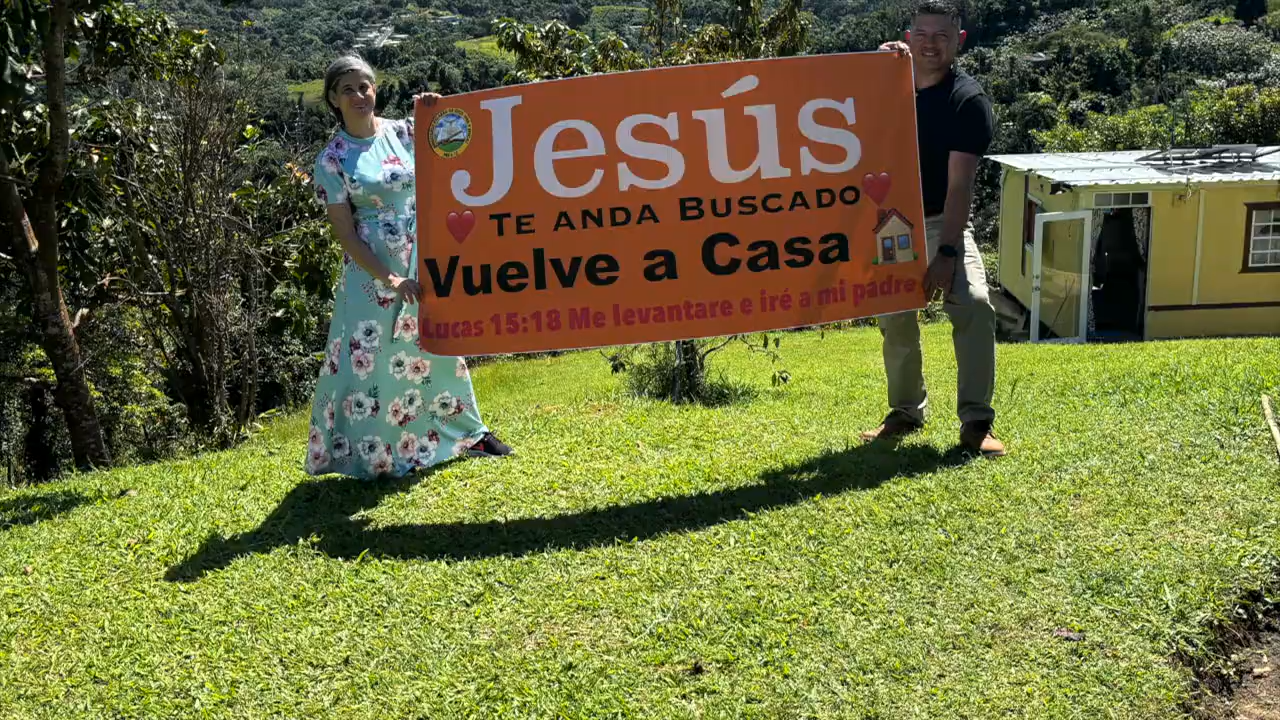 Jesús
TE ANDA BUSCADO
Vuelve a Casa
Lucas 15:18 Me levantare e iré a mi padre